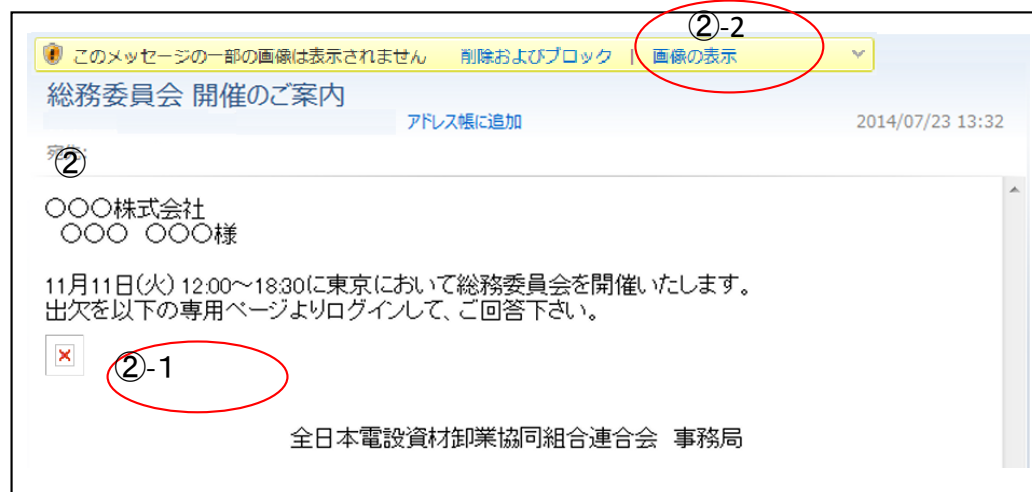 ②-2
このメッセージの一部の画像は表示されません 削除およびブロック | 画像の表示
総務委員会 開催のご案内
アドレス帳に追加 2014/07/23 13:32
宛先:
②
○○○株式会社
○○○ ○○○様
11月11日(火) 12:00～18:30に東京において総務委員会を開催いたします。
出欠を以下の専用ページよりログインして、ご回答下さい。
②-1
全日本電設資材卸業協同組合連合会 事務局